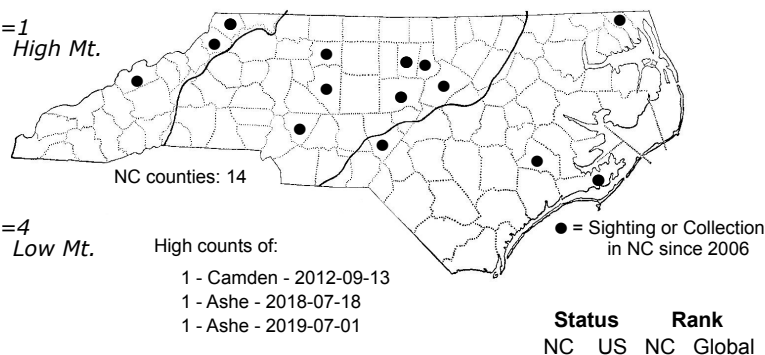 =1
High Mt.
NC counties: 14
=4
Low Mt.
High counts of:
1 - Camden - 2012-09-13
1 - Ashe - 2018-07-18
1 - Ashe - 2019-07-01
● = Sighting or Collection
in NC since 2006
Status Rank
NC US NC Global